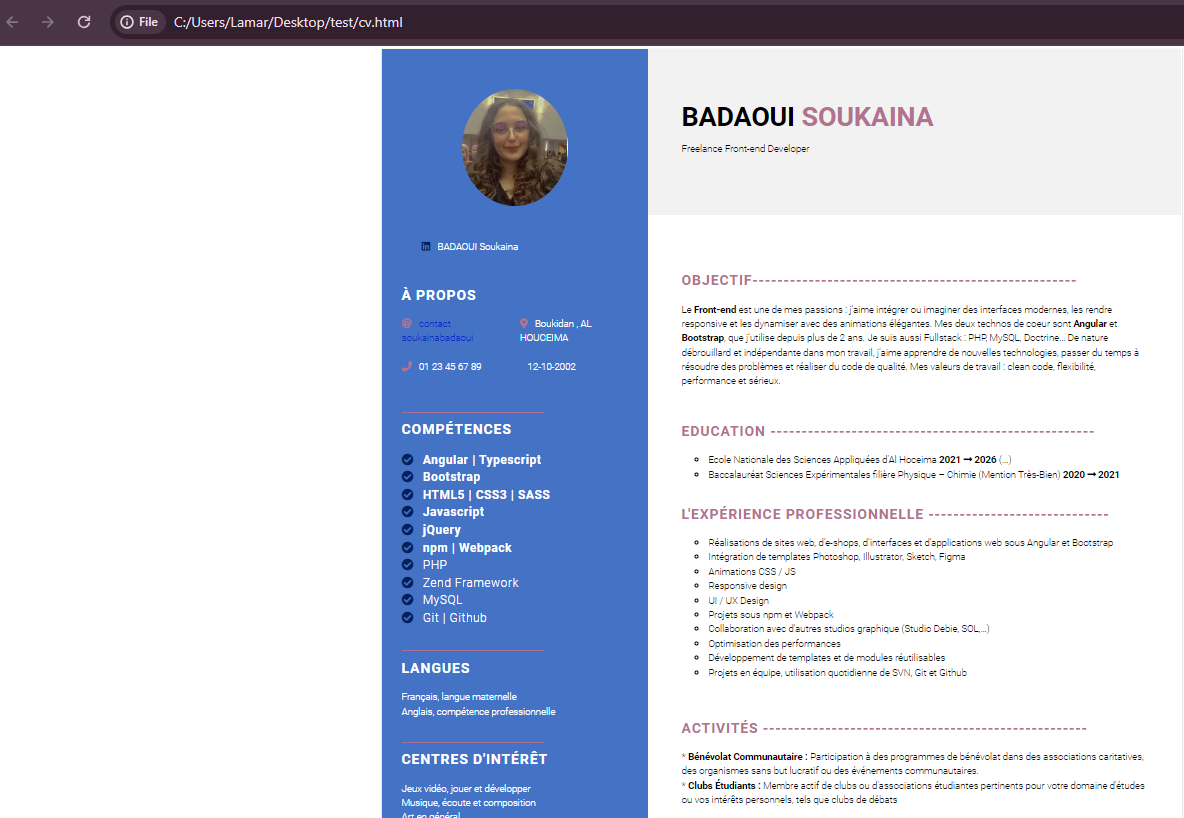 File C:/Users/Lamar/Desktop/test/cv.html
BADAOUI Soukaina
À PROPOS
contact soukainabadaoui
Boukidan , AL HOUCEIMA
01 23 45 67 89
12-10-2002
COMPÉTENCES
Angular | Typescript
Bootstrap
HTML5 | CSS3 | SASS
Javascript
jQuery
npm | Webpack
PHP
Zend Framework
MySQL
Git | Github
LANGUES
Français, langue maternelle
Anglais, compétence professionnelle
CENTRES D'INTÉRÊT
Jeux vidéo, jouer et développer
Musique, écoute et composition
Art en général
BADAOUI SOUKAINA
Freelance Front-end Developer
OBJECTIF----------------------------------------------------
Le Front-end est une de mes passions : j'aime intégrer ou imaginer des interfaces modernes, les rendre
responsive et les dynamiser avec des animations élégantes. Mes deux technos de coeur sont Angular et
Bootstrap, que j'utilise depuis plus de 2 ans. Je suis aussi Fullstack : PHP, MySQL, Doctrine... De nature
débrouillard et indépendante dans mon travail, j'aime apprendre de nouvelles technologies, passer du temps à
résoudre des problèmes et réaliser du code de qualité. Mes valeurs de travail : clean code, flexibilité,
performance et sérieux.
EDUCATION ----------------------------------------------------
Ecole Nationale des Sciences Appliquées d'Al Hoceima 2021 ➞ 2026 (...)
Baccalauréat Sciences Expérimentales filière Physique – Chimie (Mention Très-Bien) 2020 ➞ 2021
L'EXPÉRIENCE PROFESSIONNELLE -----------------------------
Réalisations de sites web, d'e-shops, d'interfaces et d'applications web sous Angular et Bootstrap
Intégration de templates Photoshop, Illustrator, Sketch, Figma
Animations CSS / JS
Responsive design
UI / UX Design
Projets sous npm et Webpack
Collaboration avec d'autres studios graphique (Studio Debie, SOL,...)
Optimisation des performances
Développement de templates et de modules réutilisables
Projets en équipe, utilisation quotidienne de SVN, Git et Github
ACTIVITÉS ----------------------------------------------------
* Bénévolat Communautaire : Participation à des programmes de bénévolat dans des associations caritatives,
des organismes sans but lucratif ou des événements communautaires.
* Clubs Étudiants : Membre actif de clubs ou d'associations étudiantes pertinents pour votre domaine d'études
ou vos intérêts personnels, tels que clubs de débats